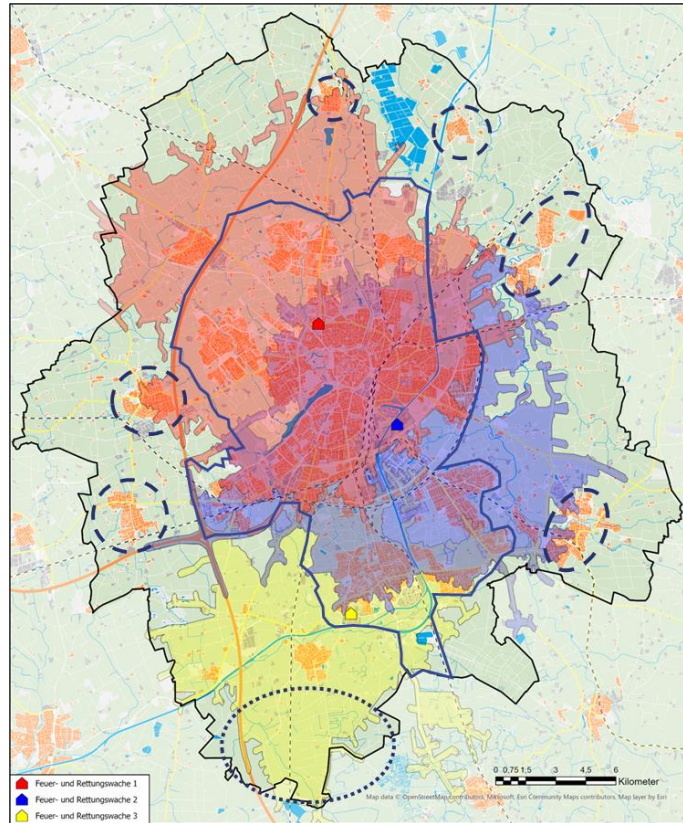 0 0.75 1.5 3 4.5 6
Kilometer
Map data © OpenStreetMap contributors, Microsoft, Esri Community Maps contributors, Map layer by Esri
Feuer- und Rettungswache 1
Feuer- und Rettungswache 2
Feuer- und Rettungswache 3